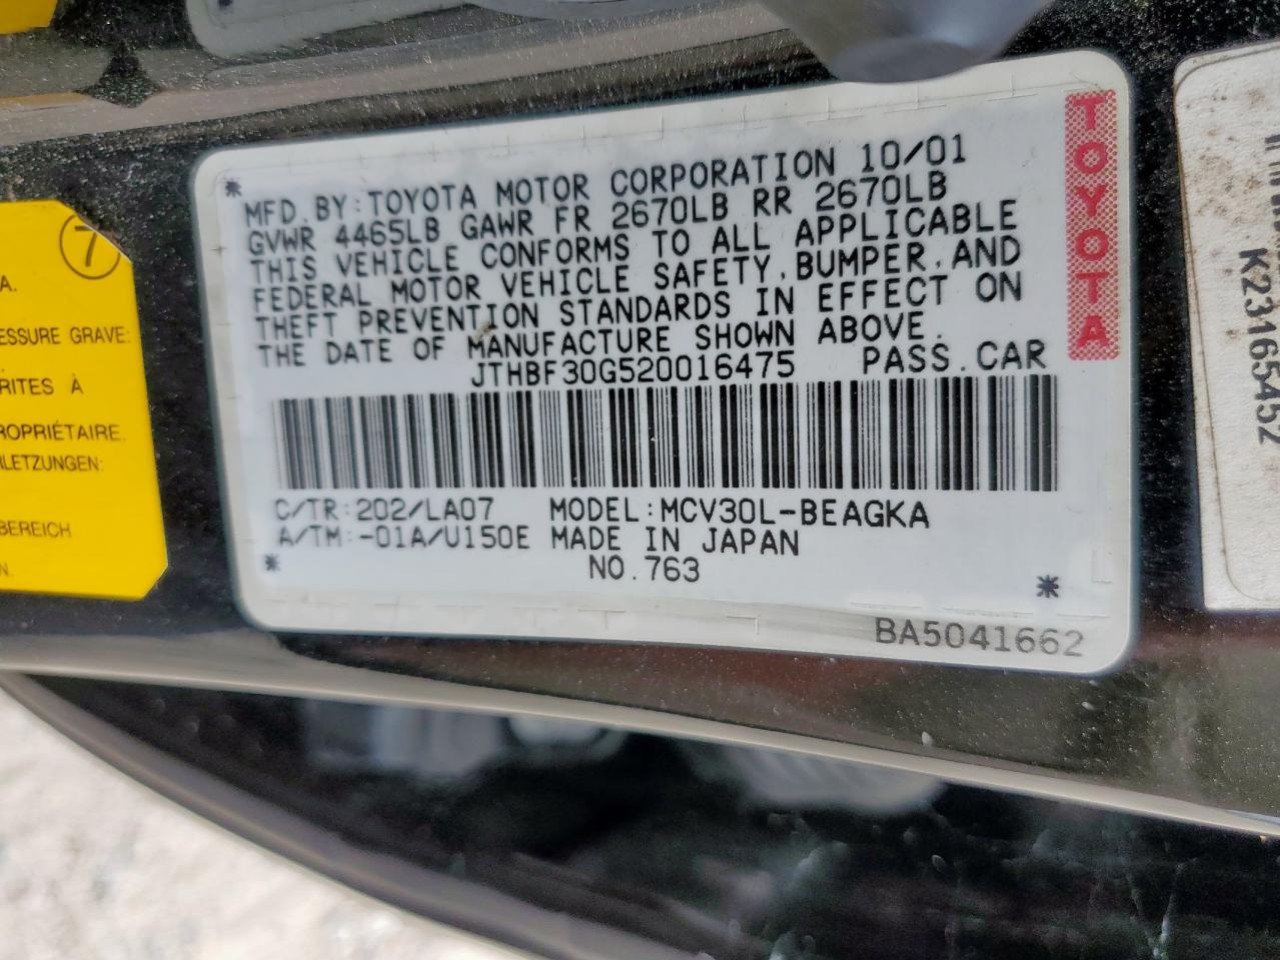 MFD.BY:TOYOTA MOTOR CORPORATION 10/01
GVWR 4465LB GAWR FR 2670LB RR 2670LB
THIS VEHICLE CONFORMS TO ALL APPLICABLE
FEDERAL MOTOR VEHICLE SAFETY,BUMPER,AND
THEFT PREVENTION STANDARDS IN EFFECT ON
THE DATE OF MANUFACTURE SHOWN ABOVE.
JTHBF30G520016475 PASS.CAR
C/TR:202/LA07 MODEL:MCV30L-BEAGKA
A/TM:-01A/U150E MADE IN JAPAN
NO.763
BA5041662
TOYOTA
7
A.
ESSURE GRAVE:
RITES À
ROPRIÉTAIRE.
LETZUNGEN:
BEREICH
N.
K23165452